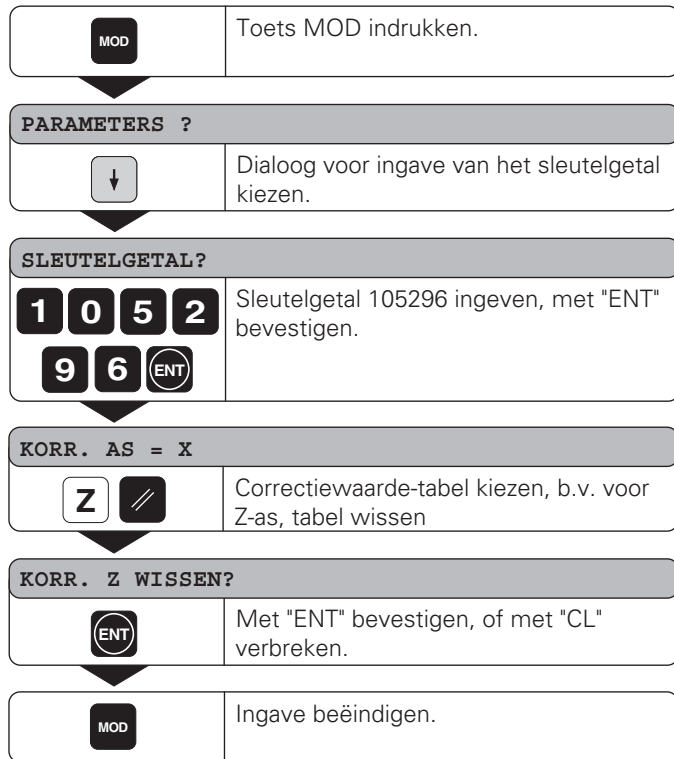 MOD
Toets MOD indrukken.
PARAMETERS ?
Dialoog voor ingave van het sleutelgetal
kiezen.
SLEUTELGETAL?
1 0 5 2
9 6 ENT
Sleutelgetal 105296 ingeven, met "ENT"
bevestigen.
KORR. AS = X
Z
Correctiewaarde-tabel kiezen, b.v. voor
Z-as, tabel wissen
KORR. Z WISSEN?
ENT
Met "ENT" bevestigen, of met "CL"
verbreken.
MOD
Ingave beëindigen.